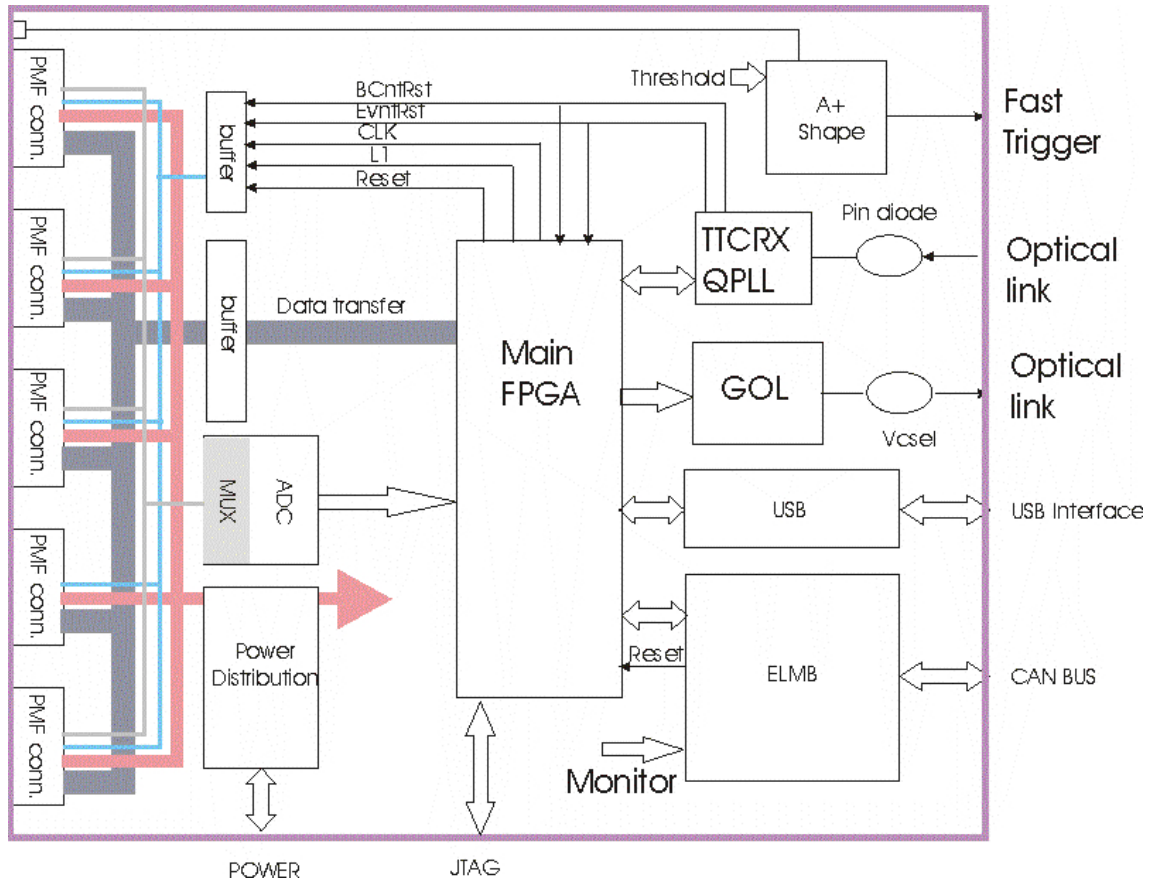 PMF conn.
PMF conn.
PMF conn.
PMF conn.
PMF conn.
buffer
BCntRst
EvntRst
CLK
L1
Reset
Threshold
A+
Shape
Fast
Trigger
buffer
Data transfer
Main
FPGA
TTCRX
QPLL
Pin diode
Optical
link
GOL
Vcsel
Optical
link
MUX
ADC
USB
USB Interface
Power
Distribution
Reset
ELMB
CAN BUS
Monitor
POWER
JTAG